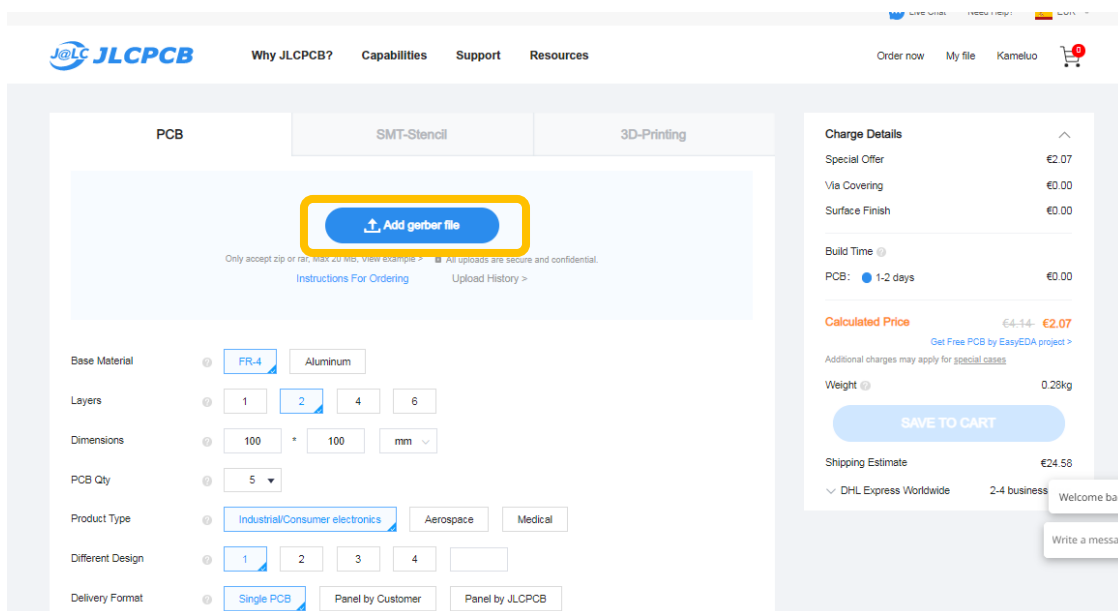 Live Chat Need Help? EUR
J@LC JLCPCB Why JLCPCB? Capabilities Support Resources Order now My file Kameluo 0
PCB SMT-Stencil 3D-Printing
Add gerber file
Only accept zip or rar, Max 20 MB, View example > All uploads are secure and confidential.
Instructions For Ordering Upload History >
Base Material FR-4 Aluminum
Layers 1 2 4 6
Dimensions 100 * 100 mm
PCB Qty 5
Product Type Industrial/Consumer electronics Aerospace Medical
Different Design 1 2 3 4
Delivery Format Single PCB Panel by Customer Panel by JLCPCB
Charge Details
Special Offer €2.07
Via Covering €0.00
Surface Finish €0.00
Build Time
PCB: 1-2 days €0.00
Calculated Price €4.14 €2.07
Get Free PCB by EasyEDA project >
Additional charges may apply for special cases
Weight 0.28kg
SAVE TO CART
Shipping Estimate €24.58
DHL Express Worldwide 2-4 business
Welcome ba
Write a messa